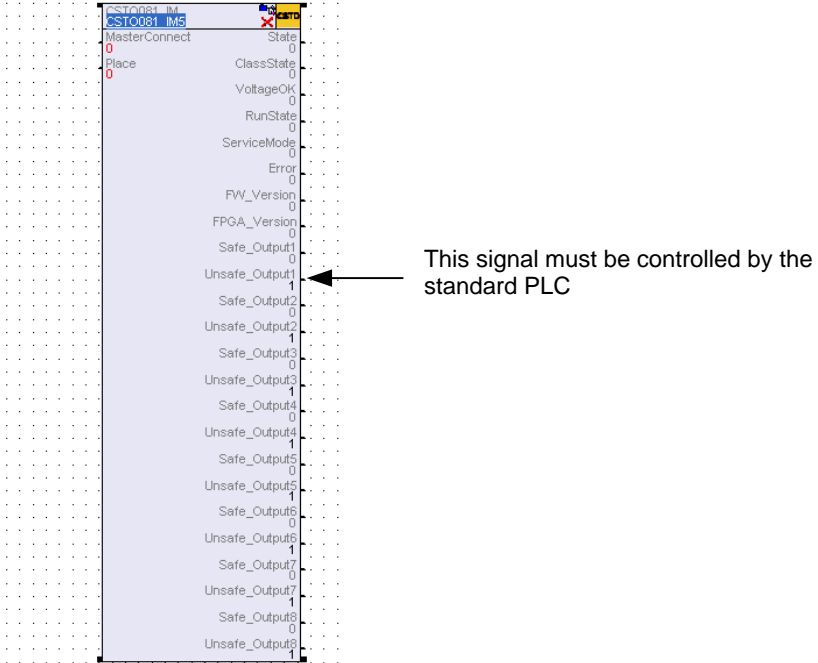 CSTO081_IM
CSTO081_IM5
CSTO
MasterConnect State
0 0
Place ClassState
0 0
VoltageOK
0
RunState
0
ServiceMode
0
Error
0
FW_Version
0
FPGA_Version
0
Safe_Output1
0
Unsafe_Output1
1
Safe_Output2
0
Unsafe_Output2
1
Safe_Output3
0
Unsafe_Output3
1
Safe_Output4
0
Unsafe_Output4
1
Safe_Output5
0
Unsafe_Output5
1
Safe_Output6
0
Unsafe_Output6
1
Safe_Output7
0
Unsafe_Output7
1
Safe_Output8
0
Unsafe_Output8
1
This signal must be controlled by the
standard PLC